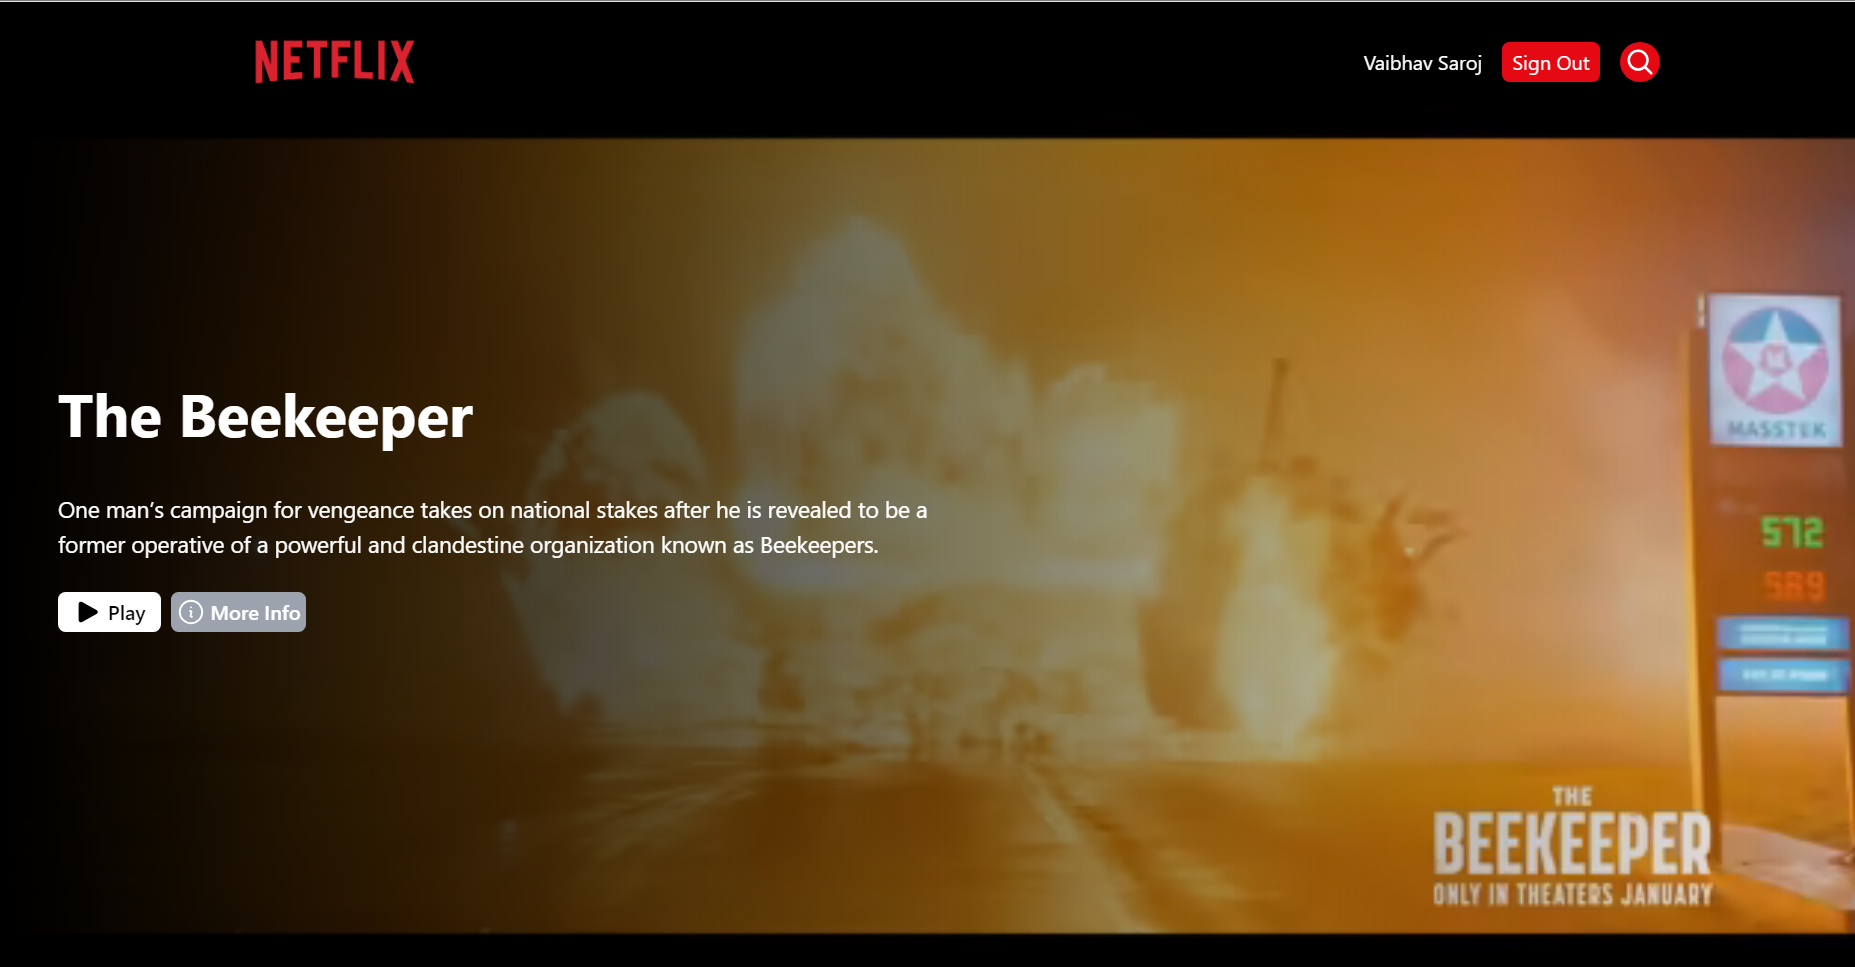 NETFLIX
Vaibhav Saroj
Sign Out
The Beekeeper
One man’s campaign for vengeance takes on national stakes after he is revealed to be a
former operative of a powerful and clandestine organization known as Beekeepers.
Play
More Info
MASSTEK
572
589
THE
BEEKEEPER
ONLY IN THEATERS JANUARY